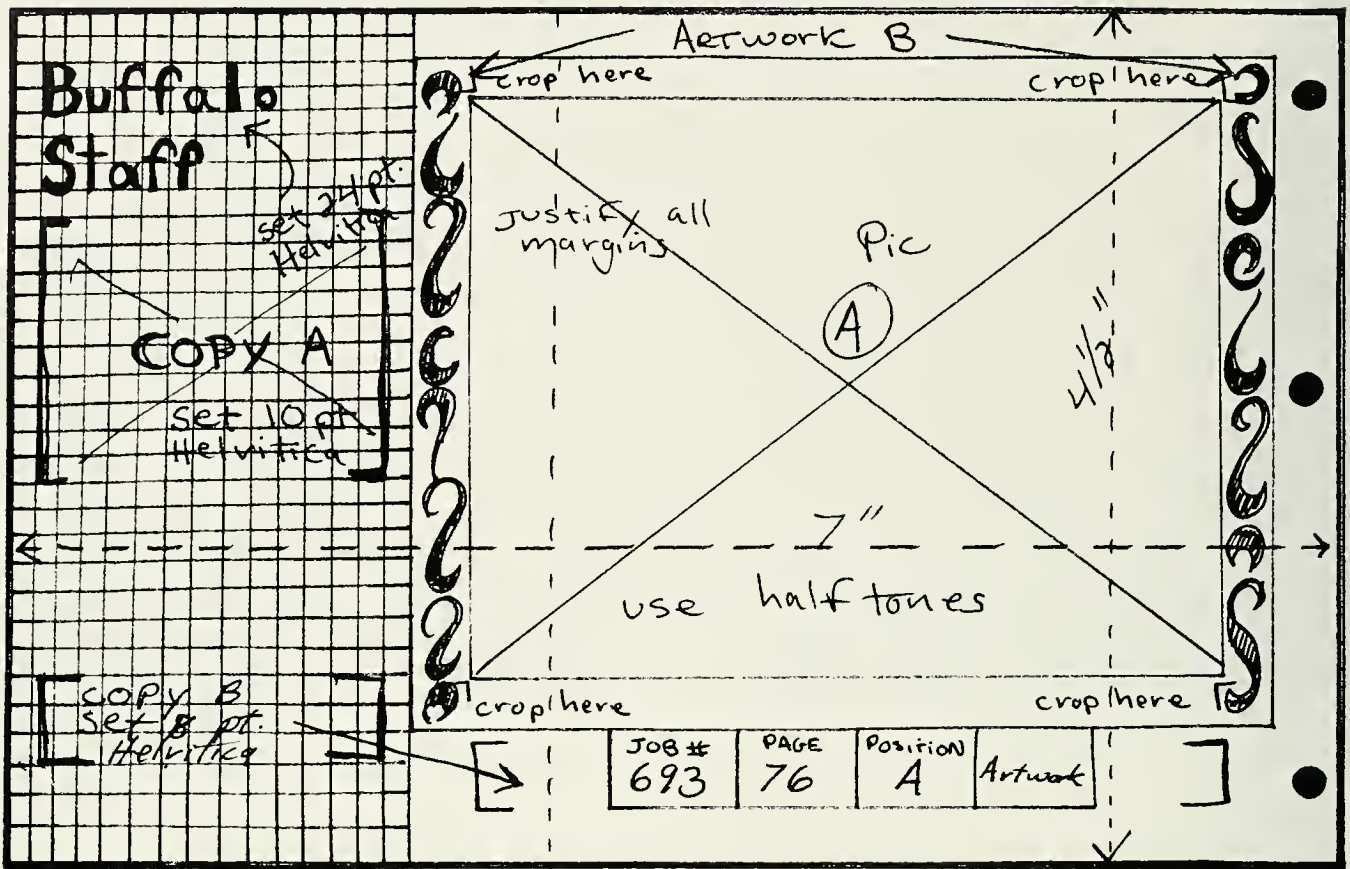 Buffalo
Staff
set 24 pt.
Helvitica
COPY A
set 10 pt
Helvitica
COPY B
set 8 pt.
Helvitica
Artwork B
crop here
crop here
Justify all
margins
Pic
A
4 1/2"
7"
use halftones
crop here
crop here
JOB #
693
PAGE
76
POSITION
A
Artwork